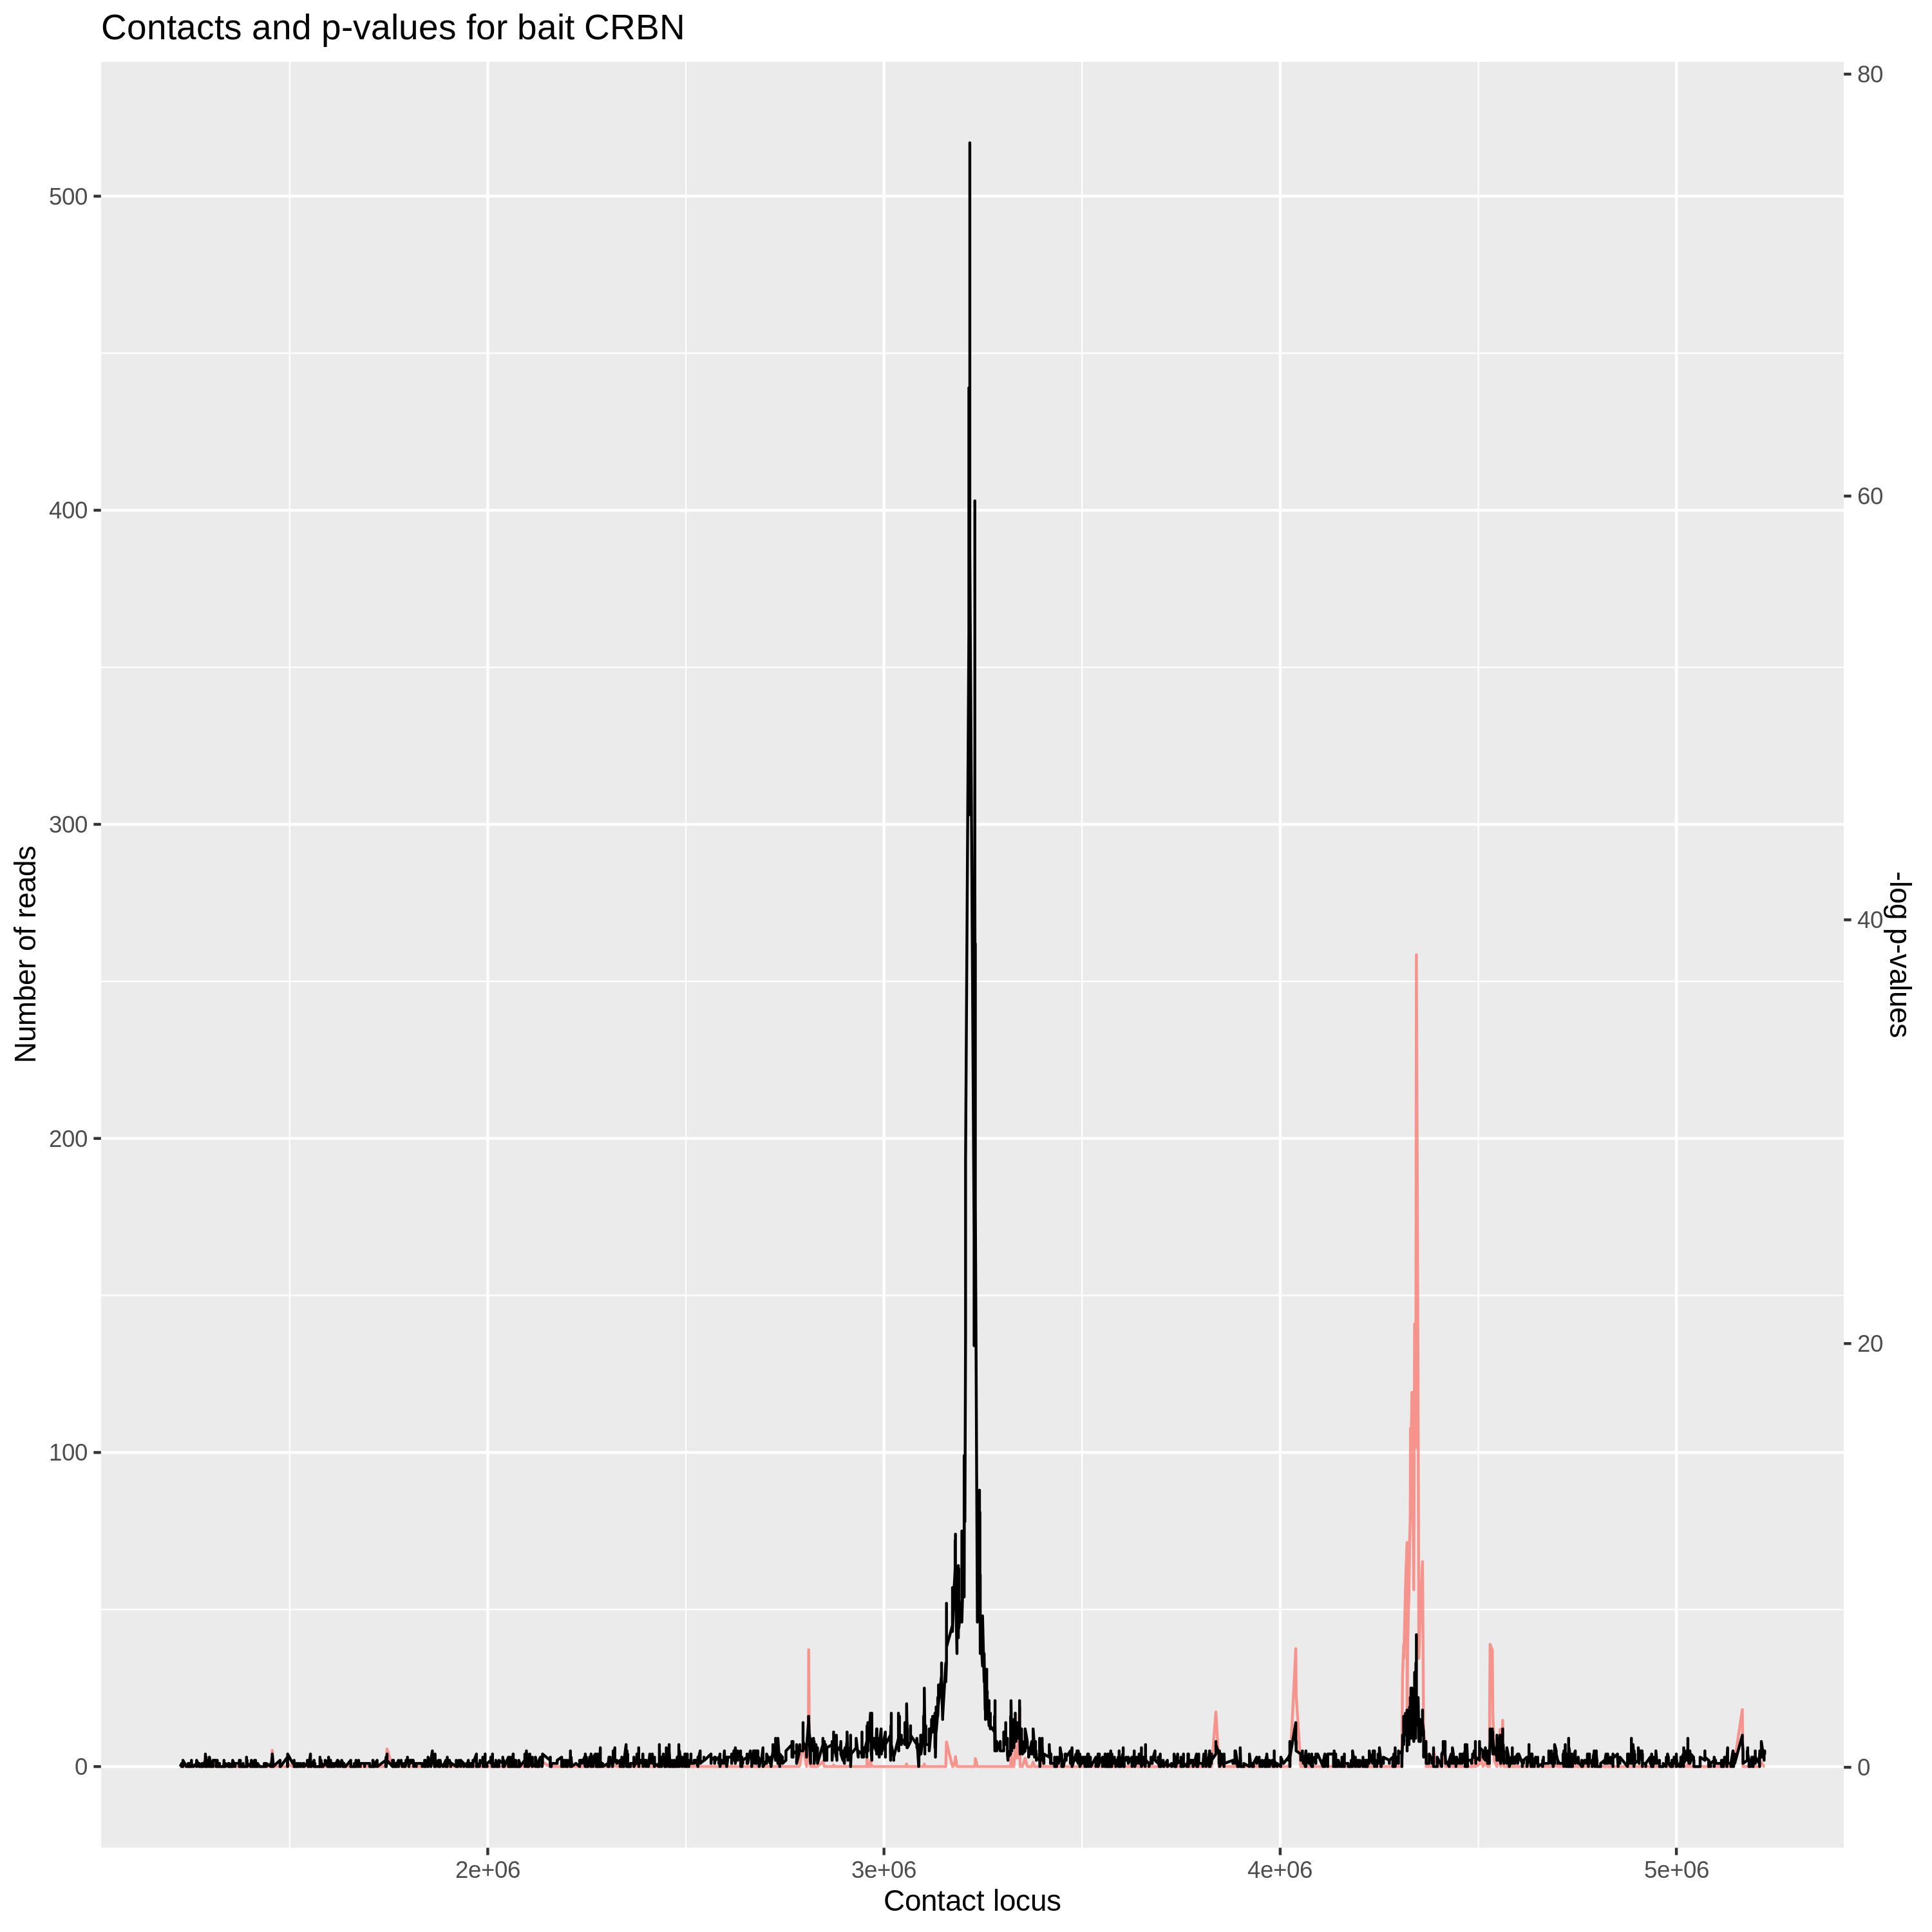 Contacts and p-values for bait CRBN
80
500
60
400
300
40
200
20
100
0
0
Number of reads
-log p-values
2e+06
3e+06
4e+06
5e+06
Contact locus